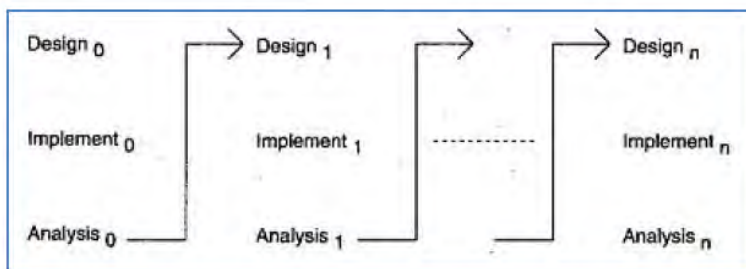 Design 0 Design 1 Design n
Implement 0 Implement 1 Implement n
Analysis 0 Analysis 1 Analysis n